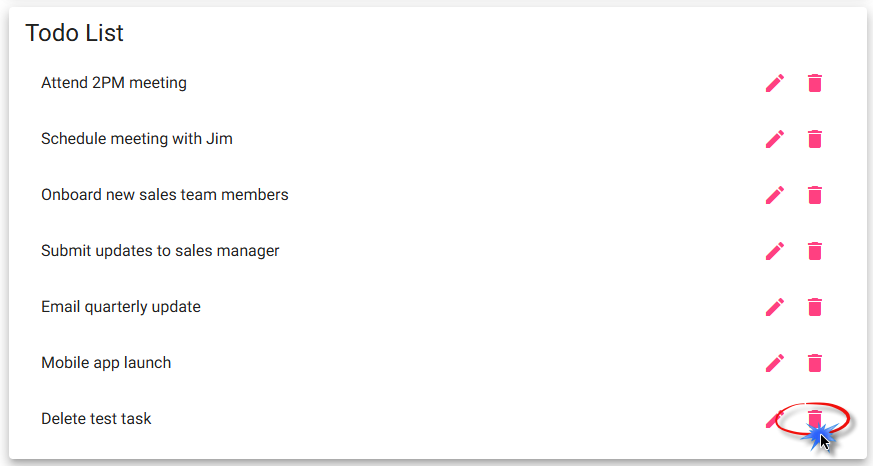 Todo List
Attend 2PM meeting
Schedule meeting with Jim
Onboard new sales team members
Submit updates to sales manager
Email quarterly update
Mobile app launch
Delete test task